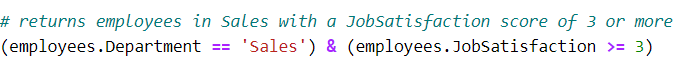 # returns employees in Sales with a JobSatisfaction score of 3 or more
(employees.Department == 'Sales') & (employees.JobSatisfaction >= 3)